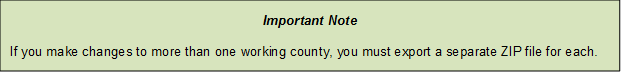 Important Note
If you make changes to more than one working county, you must export a separate ZIP file for each.